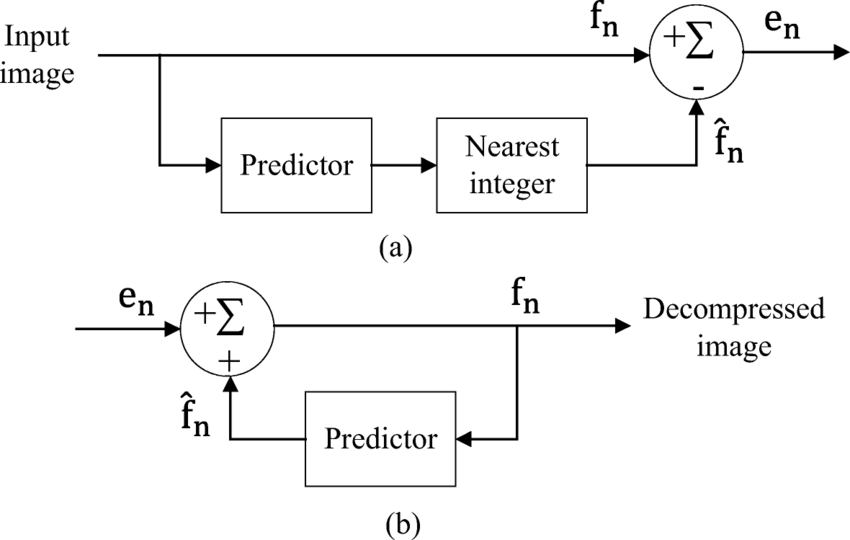 Input
image
fₙ
+Σ
-
eₙ
Predictor
Nearest
integer
f̂ₙ
(a)
eₙ
+Σ
+
fₙ
Decompressed
image
f̂ₙ
Predictor
(b)